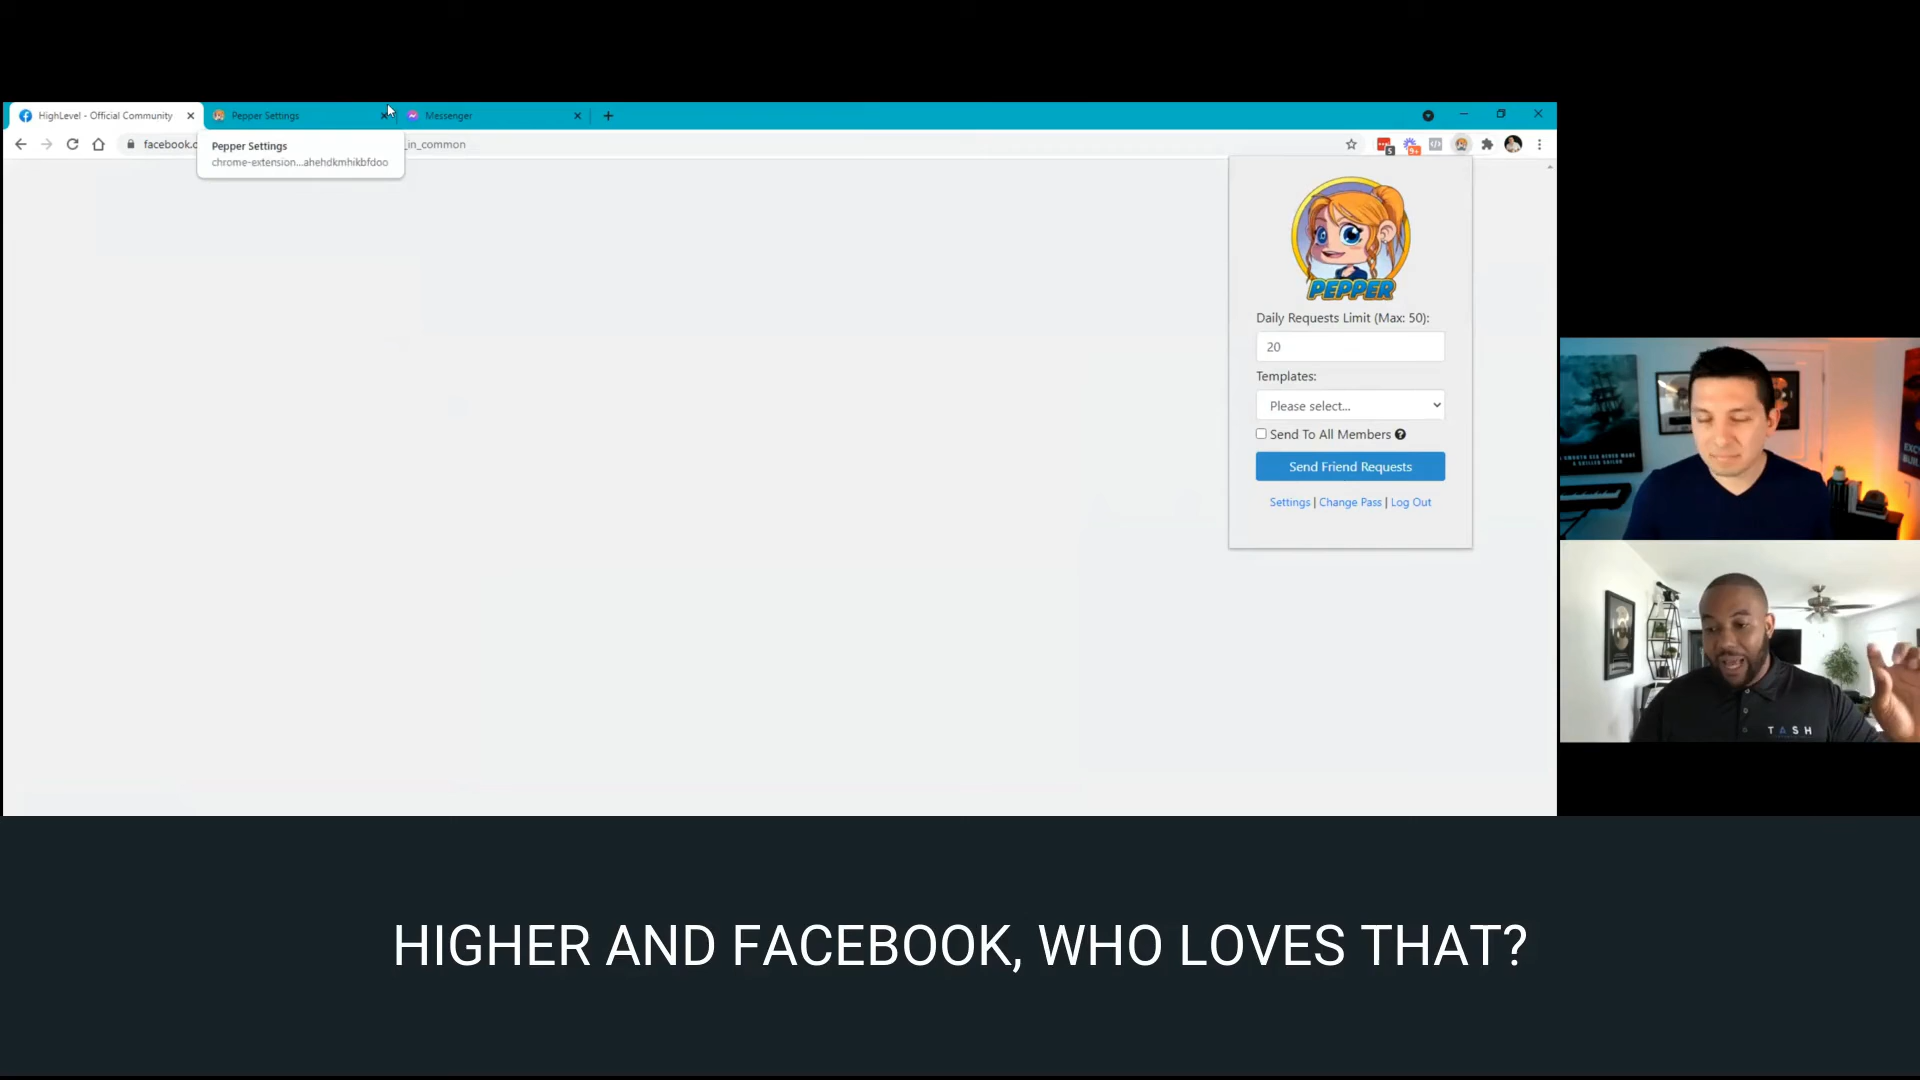 HighLevel - Official Community
Pepper Settings
Messenger
facebook.c
_in_common
Pepper Settings
chrome-extension...ahehdkmhikbfdoo
PEPPER
Daily Requests Limit (Max: 50):
20
Templates:
Please select...
Send To All Members
Send Friend Requests
Settings | Change Pass | Log Out
TASH
HIGHER AND FACEBOOK, WHO LOVES THAT?